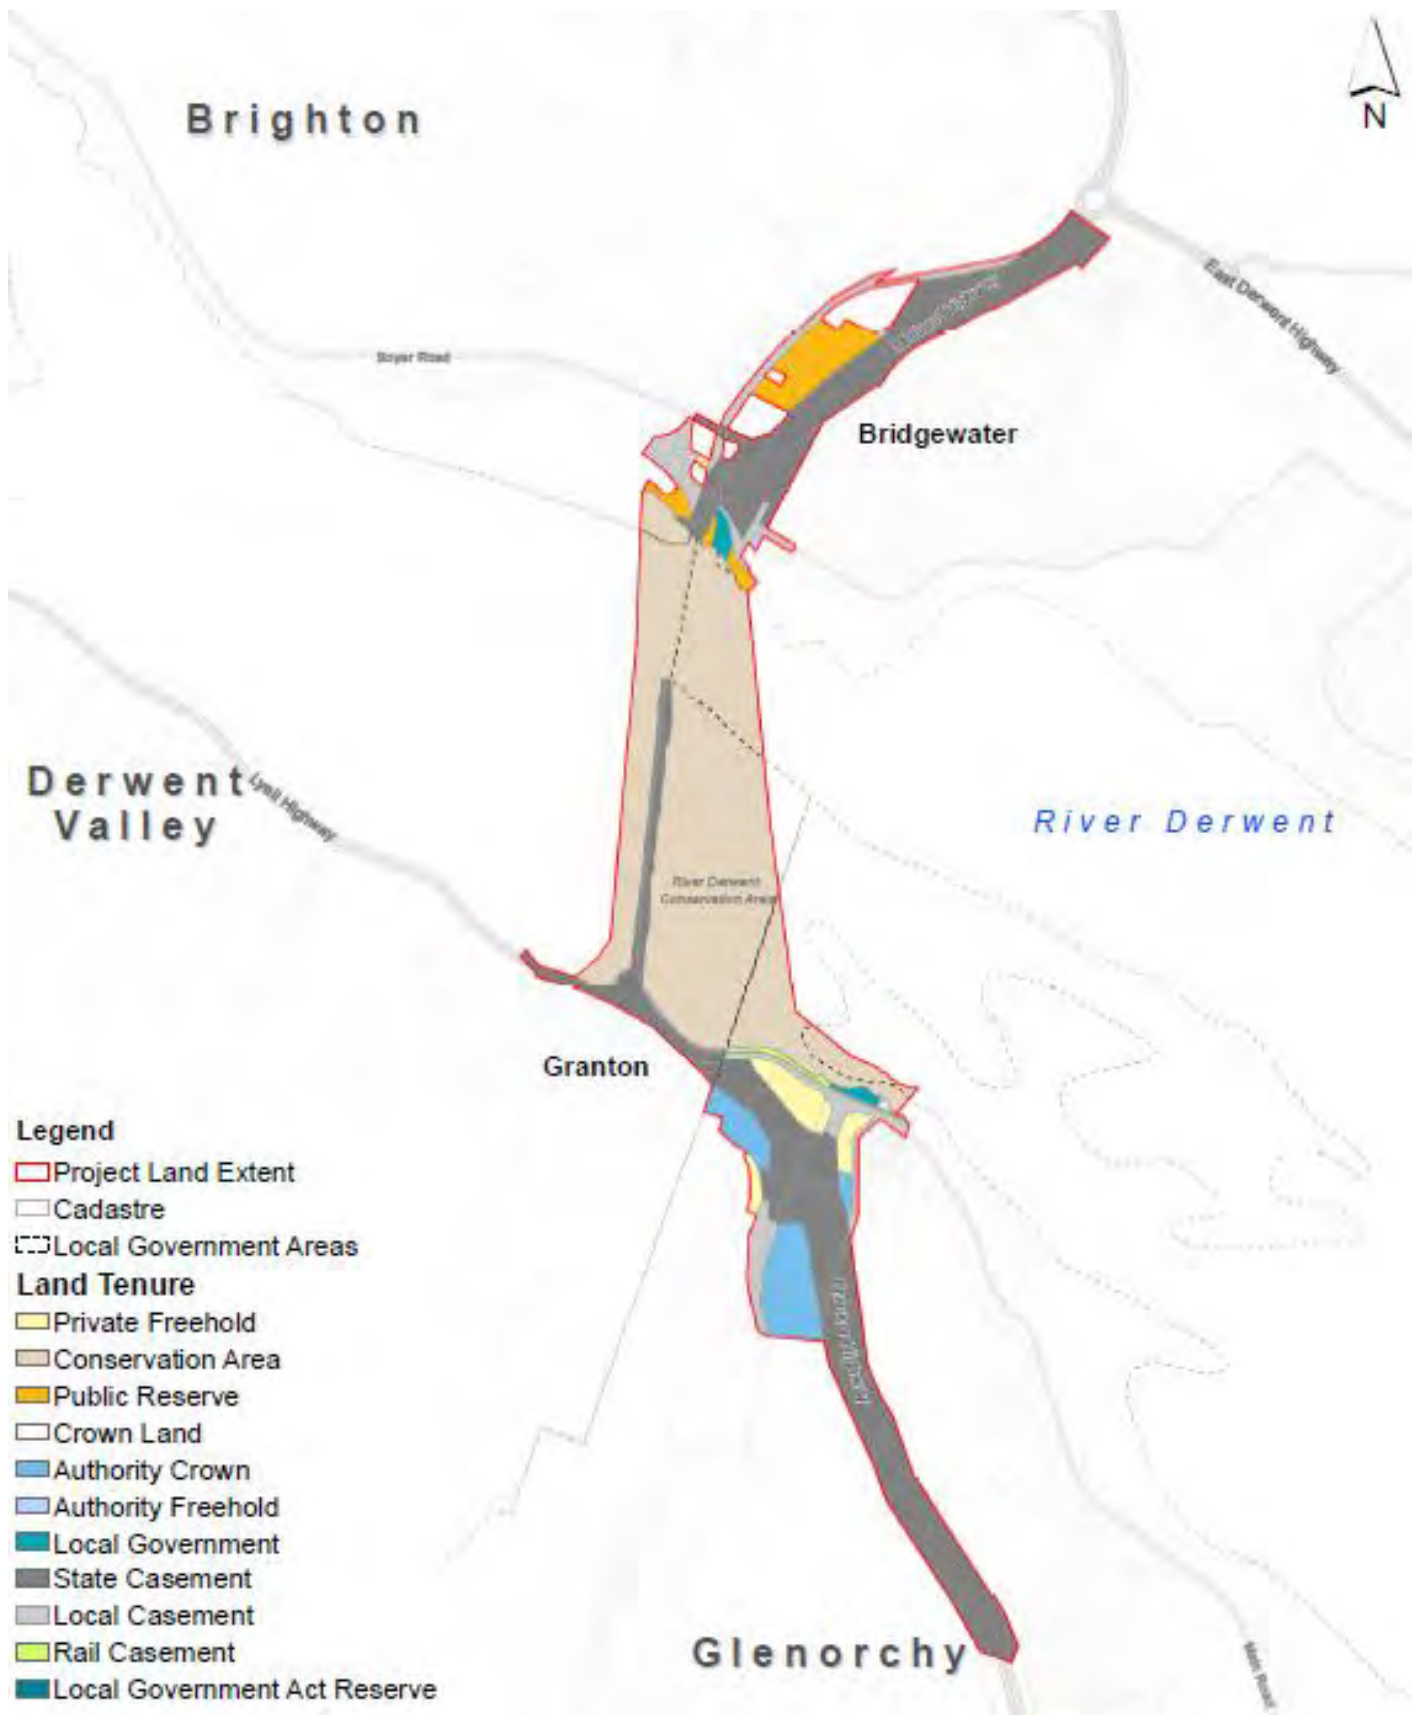 Brighton
N
East Derwent Highway
Boyer Road
Bridgewater
Derwent
Valley
Lyell Highway
River Derwent
River Derwent
Conservation Area
Granton
Legend
Project Land Extent
Cadastre
Local Government Areas
Land Tenure
Private Freehold
Conservation Area
Public Reserve
Crown Land
Authority Crown
Authority Freehold
Local Government
State Casement
Local Casement
Rail Casement
Local Government Act Reserve
Glenorchy
Main Road